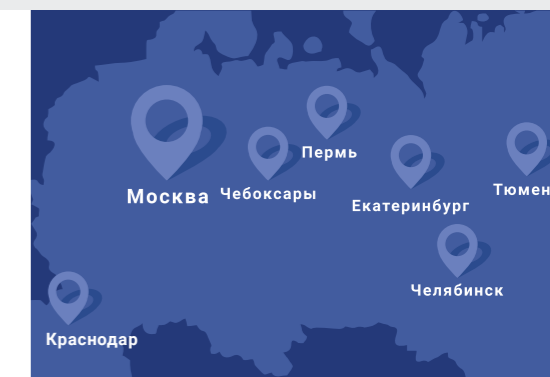 Пермь
Москва
Чебоксары
Тюмен
Екатеринбург
Челябинск
Краснодар